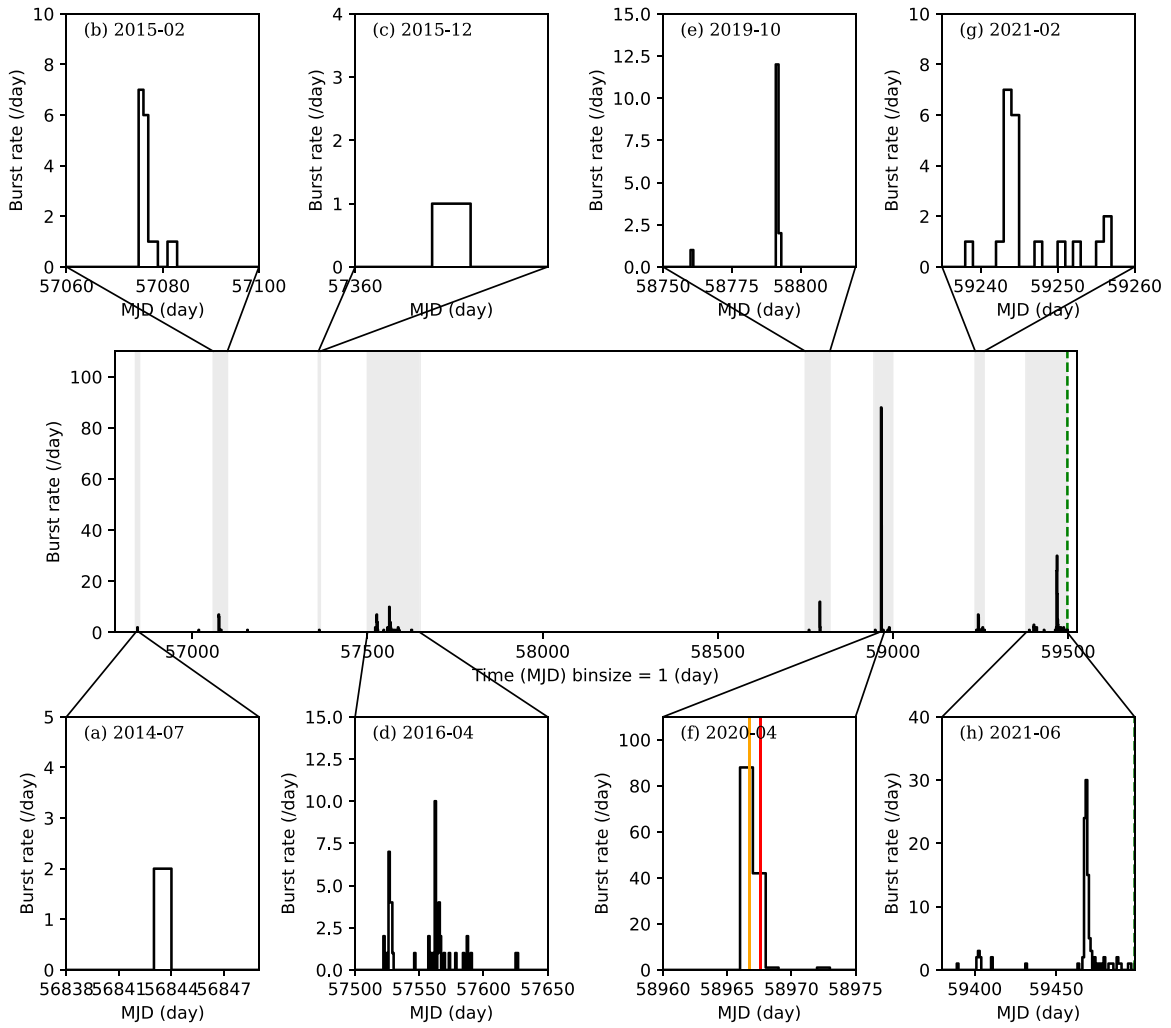 (b) 2015-02
10
8
6
4
2
0
Burst rate (/day)
57060 57080 57100
MJD (day)
(c) 2015-12
4
3
2
1
0
Burst rate (/day)
57360
MJD (day)
(e) 2019-10
15.0
12.5
10.0
7.5
5.0
2.5
0.0
Burst rate (/day)
58750 58775 58800
MJD (day)
(g) 2021-02
10
8
6
4
2
0
Burst rate (/day)
59240 59250 59260
MJD (day)
100
80
60
40
20
0
Burst rate (/day)
57000 57500 58000 58500 59000 59500
Time (MJD) binsize = 1 (day)
(a) 2014-07
5
4
3
2
1
0
Burst rate (/day)
56838 56841 56844 56847
MJD (day)
(d) 2016-04
15.0
12.5
10.0
7.5
5.0
2.5
0.0
Burst rate (/day)
57500 57550 57600 57650
MJD (day)
(f) 2020-04
100
80
60
40
20
0
Burst rate (/day)
58960 58965 58970 58975
MJD (day)
(h) 2021-06
40
30
20
10
0
Burst rate (/day)
59400 59450
MJD (day)